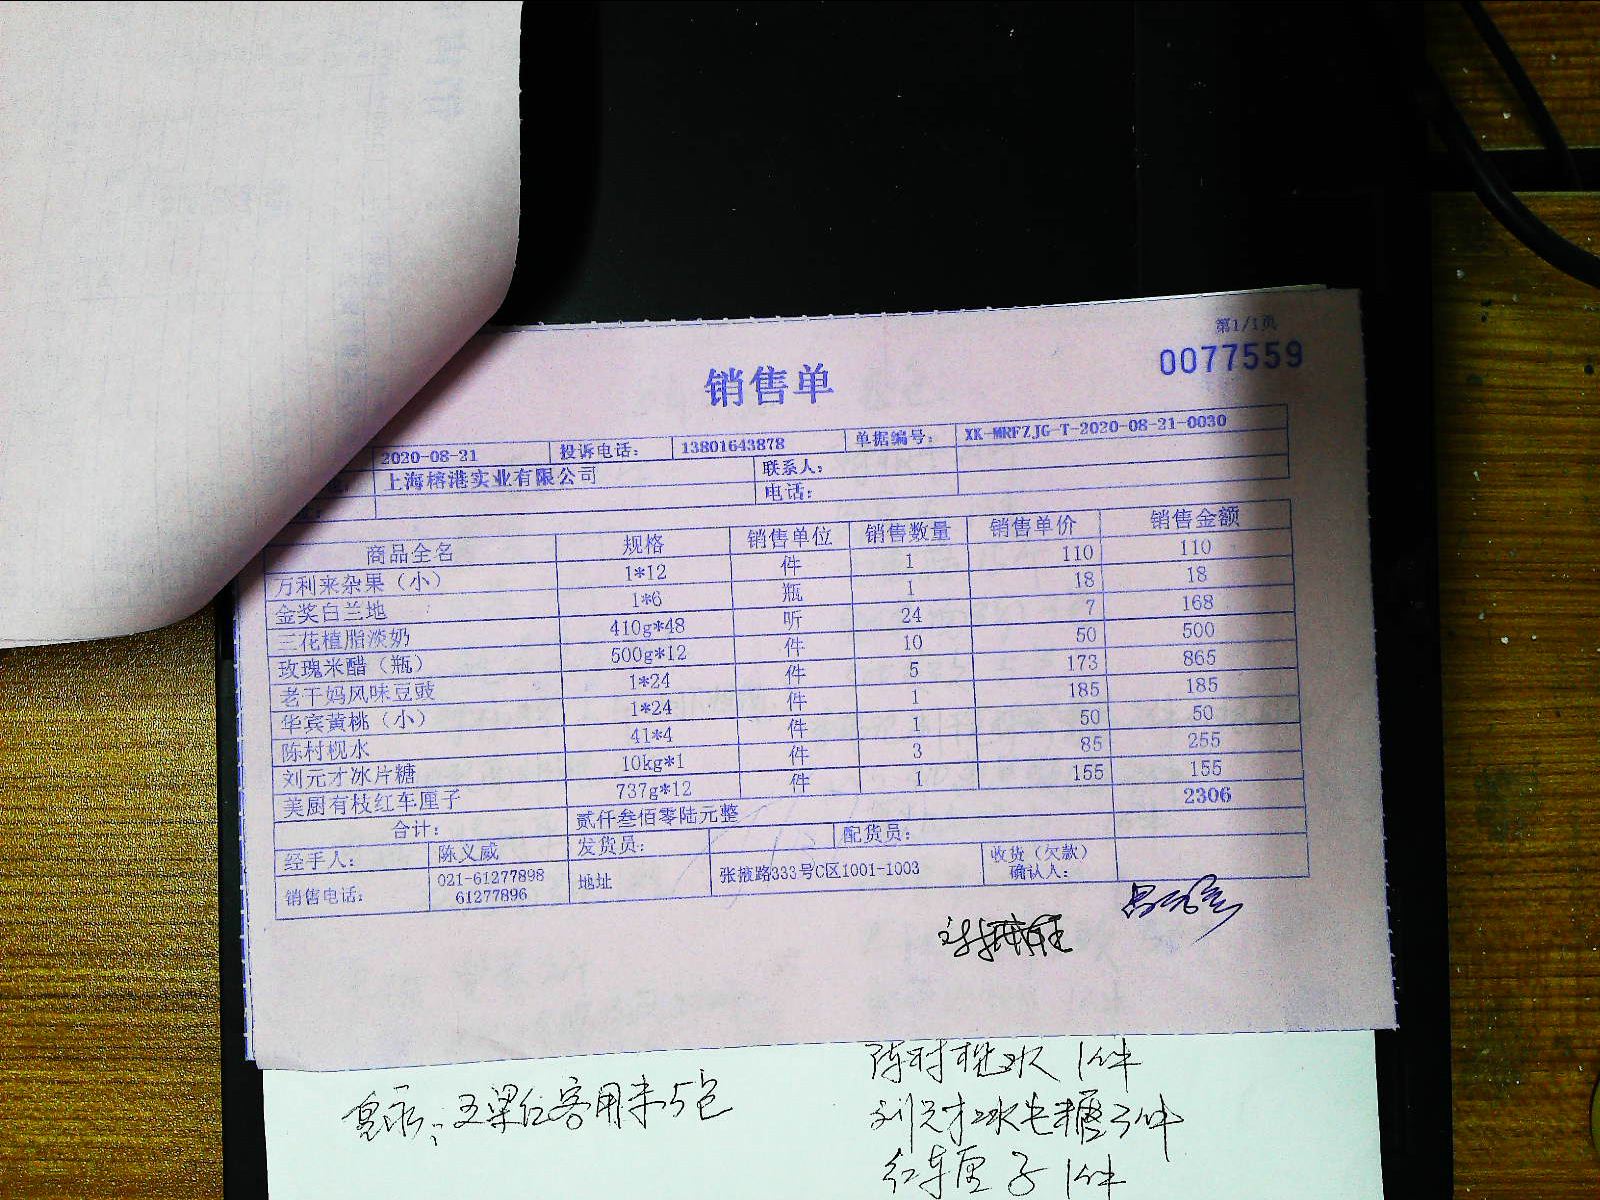 第1/1页
0077559
销售单
2020-08-21 投诉电话: 13801643878 单据编号: XK-MRFZJG-T-2020-08-21-0030
上海榕港实业有限公司 联系人:
电话:
商品全名 规格 销售单位 销售数量 销售单价 销售金额
万利来杂果（小） 1*12 件 1 110 110
金奖白兰地 1*6 瓶 1 18 18
三花植脂淡奶 410g*48 听 24 7 168
玫瑰米醋（瓶） 500g*12 件 10 50 500
老干妈风味豆豉 1*24 件 5 173 865
华宾黄桃（小） 1*24 件 1 185 185
陈村枧水 4l*4 件 1 50 50
刘元才冰片糖 10kg*1 件 3 85 255
美厨有枝红车厘子 737g*12 件 1 155 155
合计: 贰仟叁佰零陆元整 2306
经手人: 陈义威 发货员: 配货员:
销售电话: 021-61277898 地址 张掖路333号C区1001-1003 收货（欠款）
61277896 确认人:
陈村枧水 1件
刘元才冰片糖 3件
红车厘子 1件